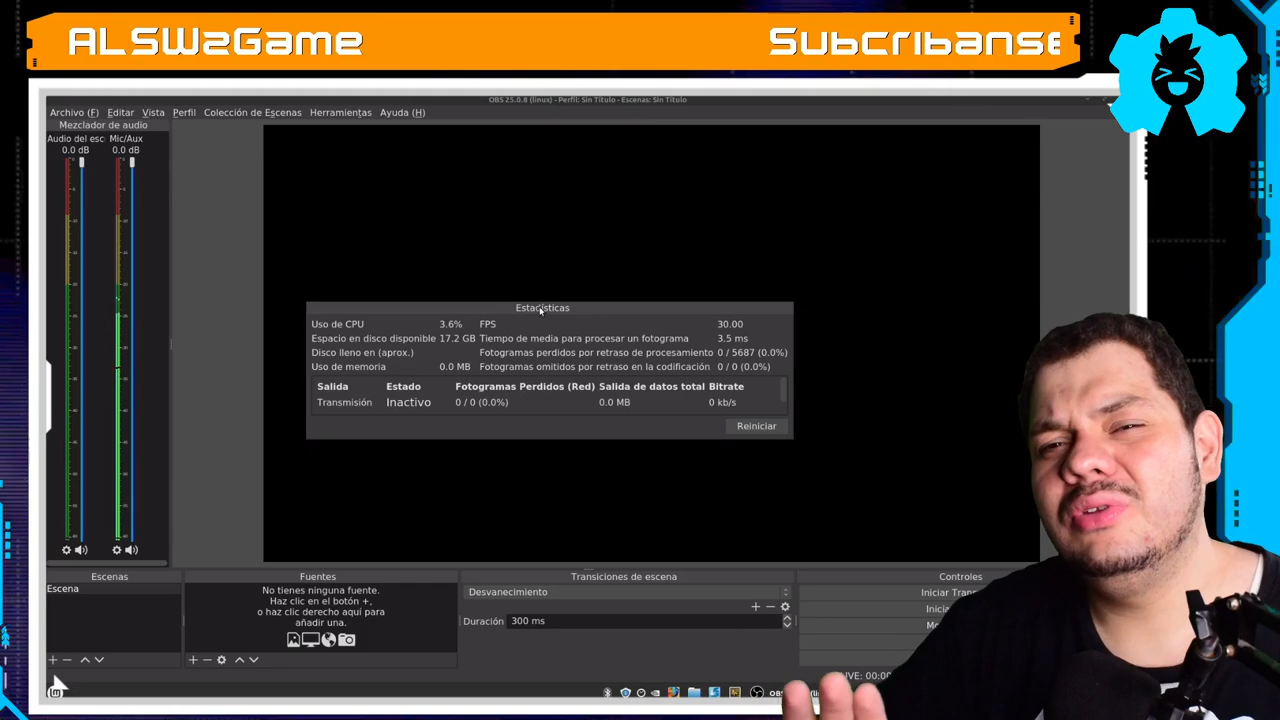 ALSW2Game
Subcribanse
OBS 25.0.8 (linux) - Perfil: Sin Título - Escenas: Sin Título
Archivo (F) Editar Vista Perfil Colección de Escenas Herramientas Ayuda (H)
Mezclador de audio
Audio del esc Mic/Aux
0.0 dB 0.0 dB
Estadísticas
Uso de CPU 3.6% FPS 30.00
Espacio en disco disponible 17.2 GB Tiempo de media para procesar un fotograma 3.5 ms
Disco lleno en (aprox.) Fotogramas perdidos por retraso de procesamiento 0 / 5687 (0.0%)
Uso de memoria 0.0 MB Fotogramas omitidos por retraso en la codificación 0 / 0 (0.0%)
Salida Estado Fotogramas Perdidos (Red) Salida de datos total Bitrate
Transmisión Inactivo 0 / 0 (0.0%) 0.0 MB 0 kb/s
Reiniciar
Escenas Fuentes Transiciones de escena Controles
Escena
No tienes ninguna fuente.
Haz clic en el botón +,
o haz clic derecho aquí para
añadir una.
Desvanecimiento
Duración 300 ms
Iniciar Tran
Inicia
LIVE: 00:00